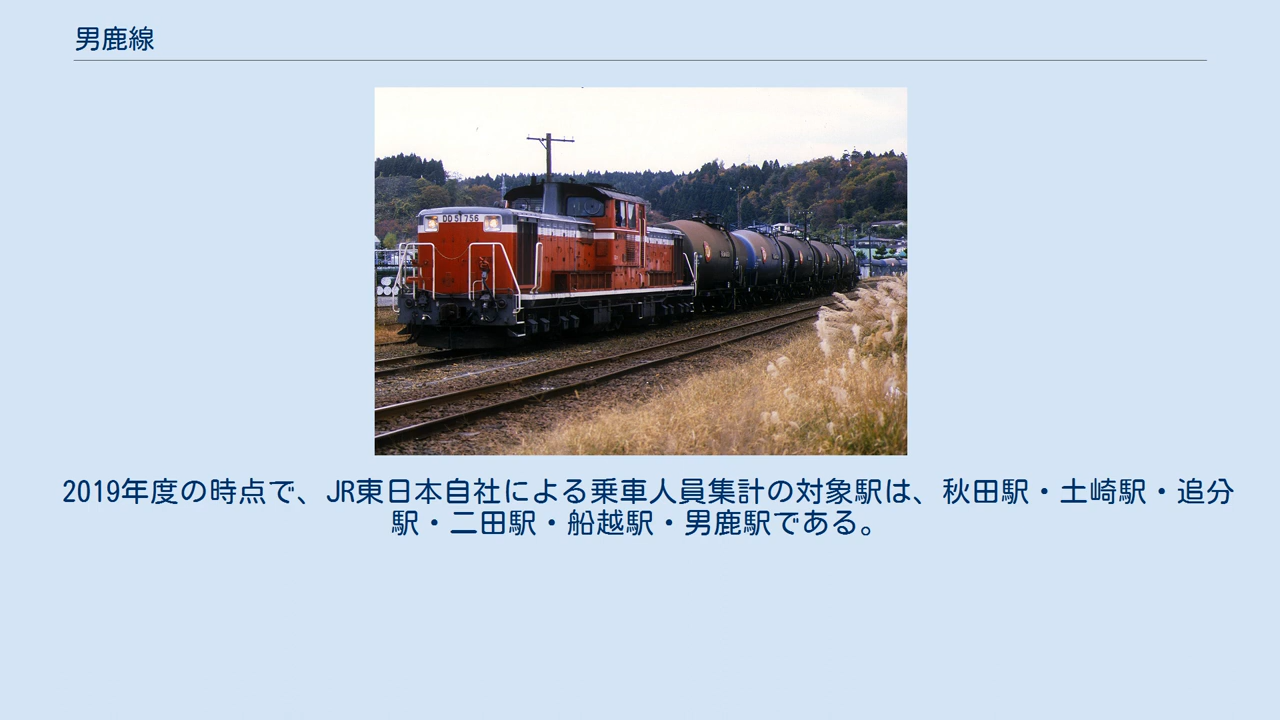 男鹿線
DD51 756
2019年度の時点で、JR東日本自社による乗車人員集計の対象駅は、秋田駅・土崎駅・追分
駅・二田駅・船越駅・男鹿駅である。